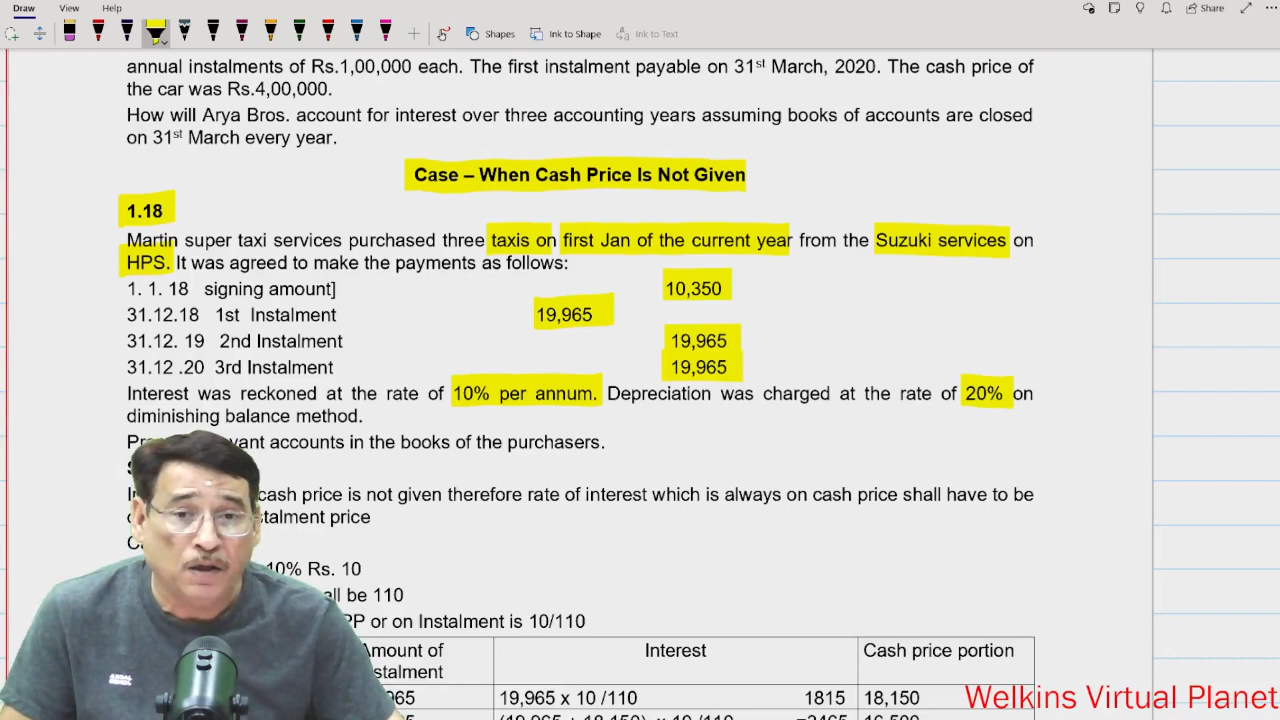 Draw View Help
Share
Shapes Ink to Shape Ink to Text
annual instalments of Rs.1,00,000 each. The first instalment payable on 31st March, 2020. The cash price of
the car was Rs.4,00,000.
How will Arya Bros. account for interest over three accounting years assuming books of accounts are closed
on 31st March every year.
Case – When Cash Price Is Not Given
1.18
Martin super taxi services purchased three taxis on first Jan of the current year from the Suzuki services on
HPS. It was agreed to make the payments as follows:
1. 1. 18 signing amount] 10,350
31.12.18 1st Instalment 19,965
31.12. 19 2nd Instalment 19,965
31.12 .20 3rd Instalment 19,965
Interest was reckoned at the rate of 10% per annum. Depreciation was charged at the rate of 20% on
diminishing balance method.
accounts in the books of the purchasers.
cash price is not given therefore rate of interest which is always on cash price shall have to be
price
10% Rs. 10
be 110
or on Instalment is 10/110
Amount of Interest Cash price portion
19,965 x 10 /110 1815 18,150
(19,965 + 18,150) x 10 /110 =3465 16,500
Welkins Virtual Planet